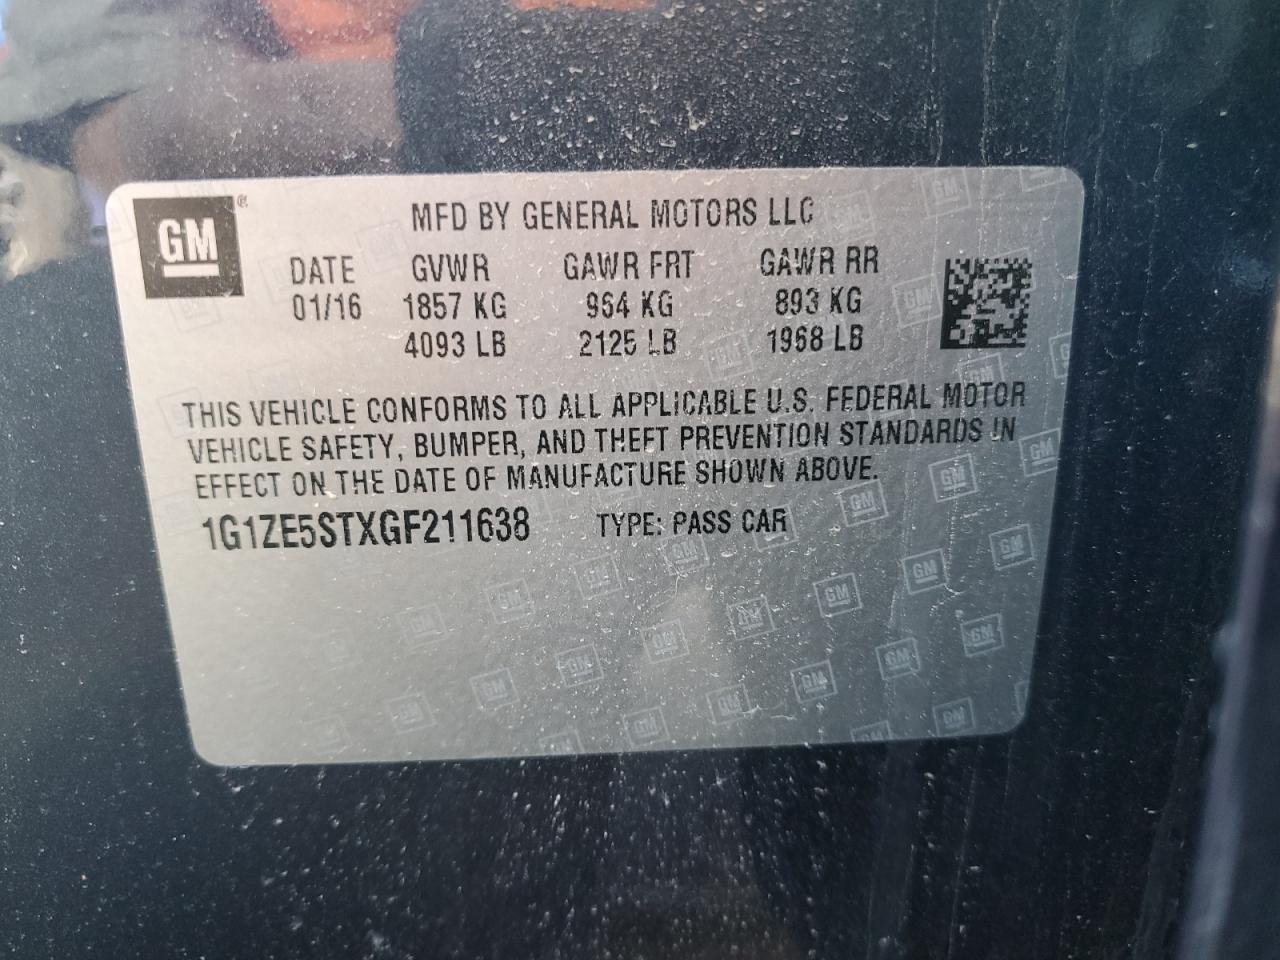 GM ®
MFD BY GENERAL MOTORS LLC
DATE GVWR GAWR FRT GAWR RR
01/16 1857 KG 964 KG 893 KG
4093 LB 2125 LB 1968 LB
THIS VEHICLE CONFORMS TO ALL APPLICABLE U.S. FEDERAL MOTOR
VEHICLE SAFETY, BUMPER, AND THEFT PREVENTION STANDARDS IN
EFFECT ON THE DATE OF MANUFACTURE SHOWN ABOVE.
1G1ZE5STXGF211638 TYPE: PASS CAR